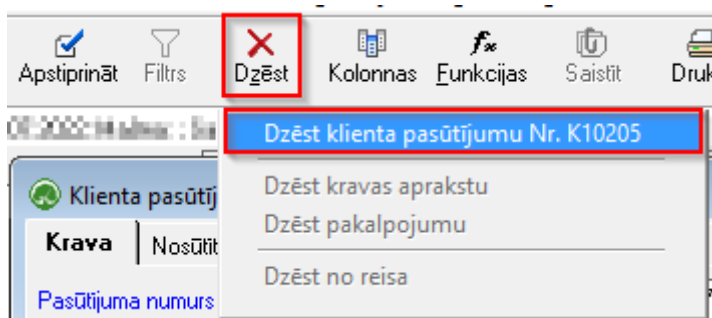 Apstiprināt Filtrs Dzēst Kolonnas Funkcijas Saistīt
Dzēst klienta pasūtījumu Nr. K10205
Dzēst kravas aprakstu
Dzēst pakalpojumu
Dzēst no reisa
Klienta pasūtīj
Krava Nosūtīt
Pasūtījuma numurs